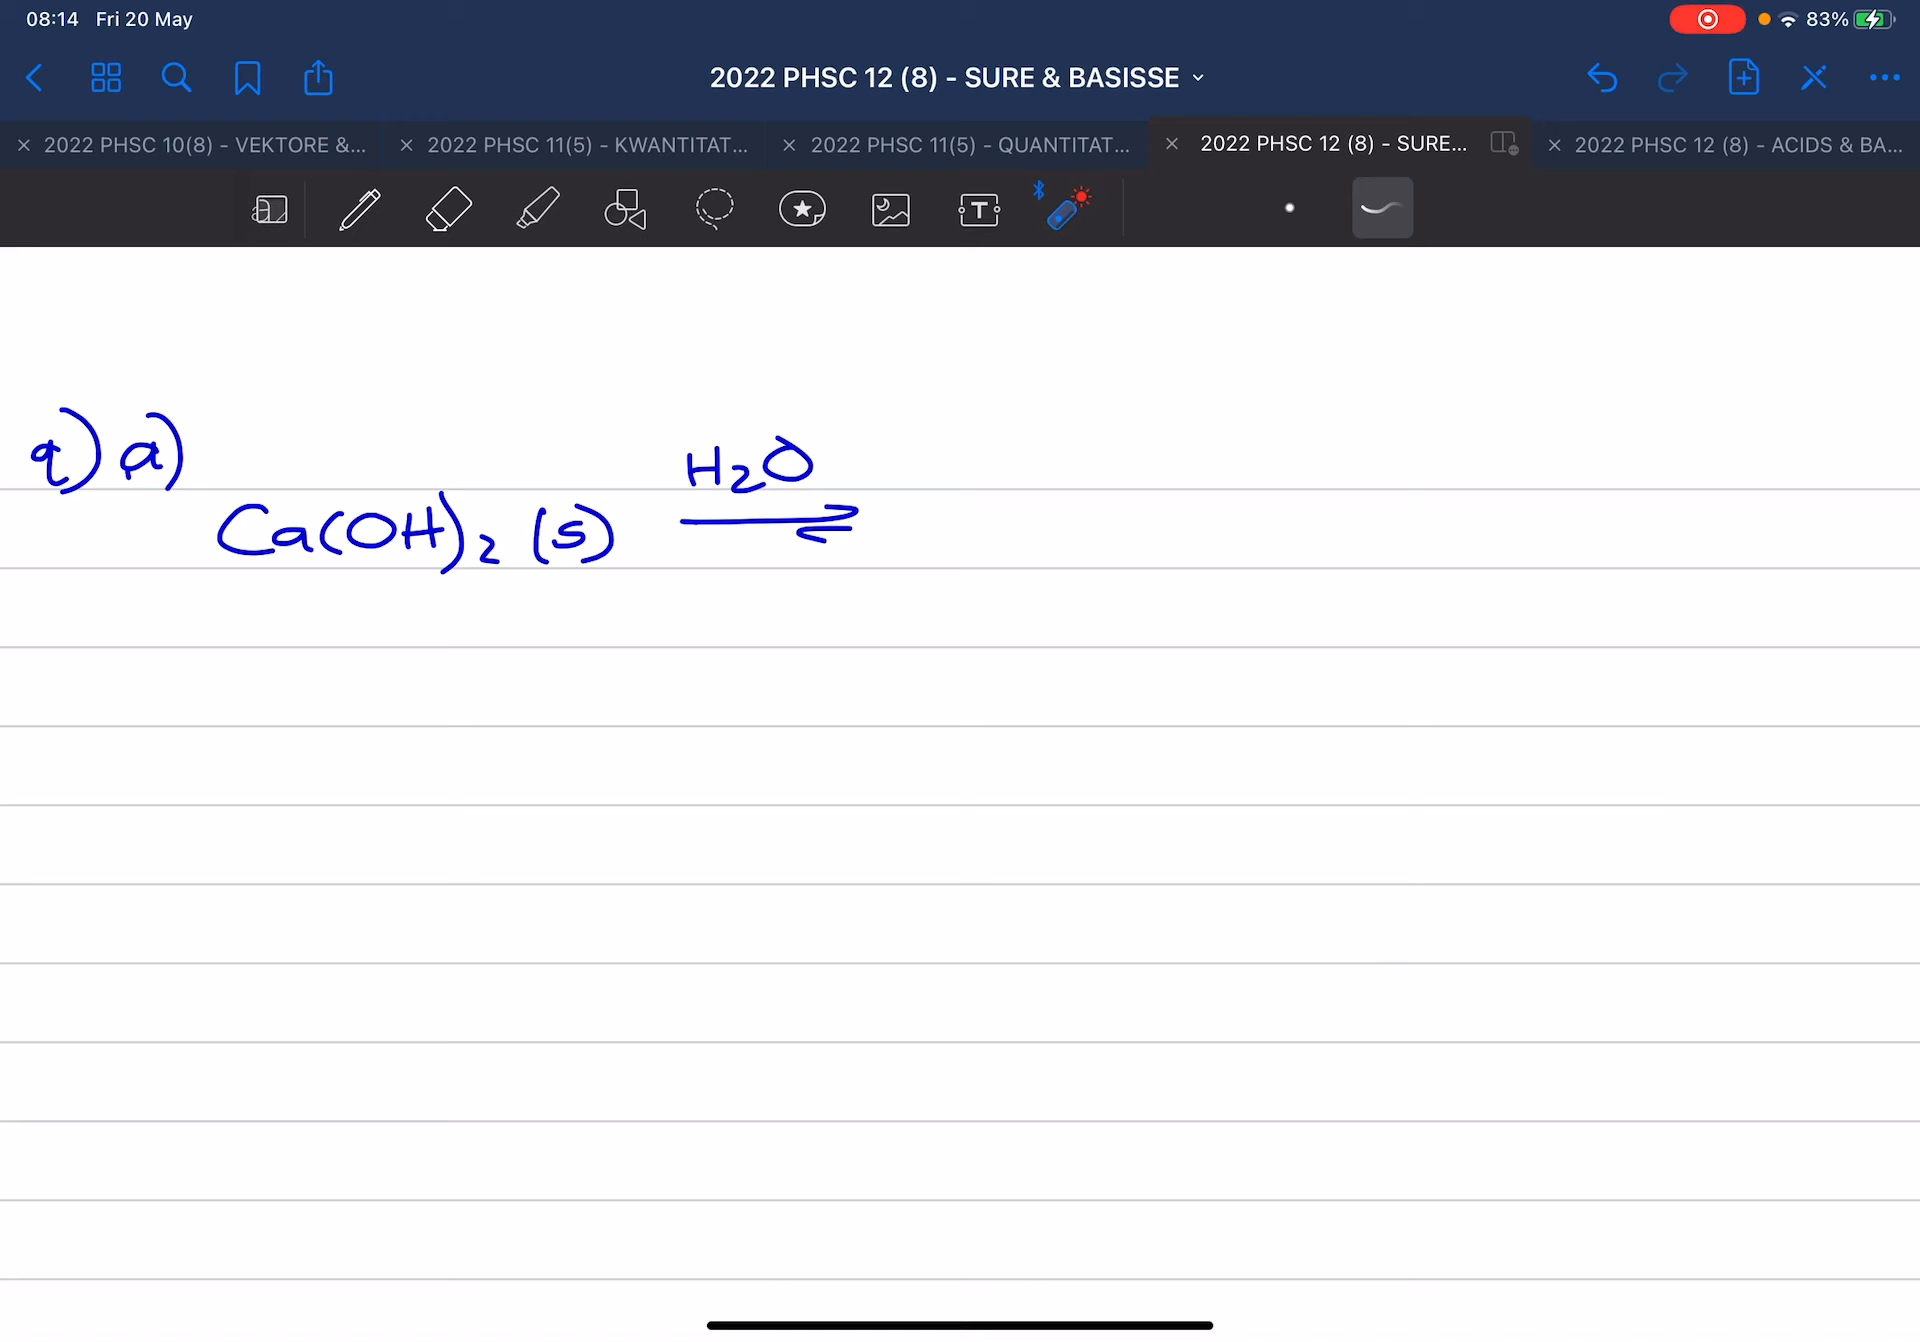 08:14 Fri 20 May 83%
2022 PHSC 12 (8) - SURE & BASISSE
2022 PHSC 10(8) - VEKTORE &... 2022 PHSC 11(5) - KWANTITAT... 2022 PHSC 11(5) - QUANTITAT... 2022 PHSC 12 (8) - SURE... 2022 PHSC 12 (8) - ACIDS & BA...
T
9) a)
H₂O
Ca(OH)₂ (s) ⇌